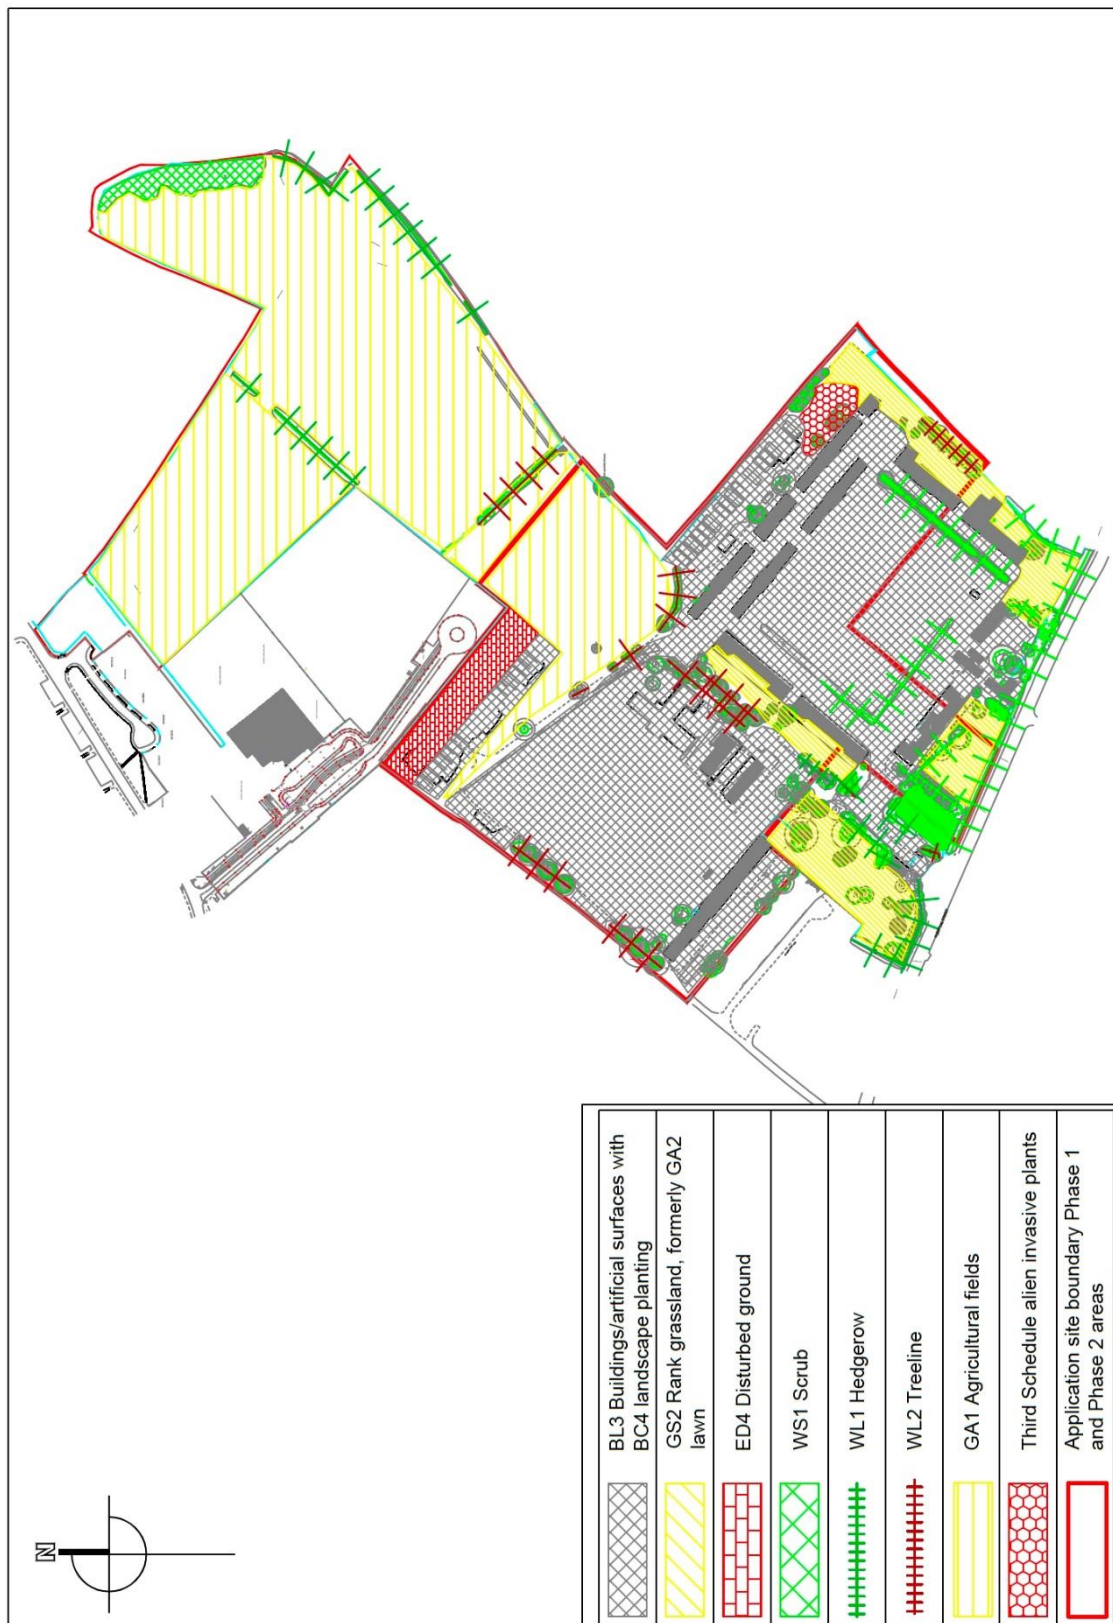 N
BL3 Buildings/artificial surfaces with
BC4 landscape planting
GS2 Rank grassland, formerly GA2
lawn
ED4 Disturbed ground
WS1 Scrub
WL1 Hedgerow
WL2 Treeline
GA1 Agricultural fields
Third Schedule alien invasive plants
Application site boundary Phase 1
and Phase 2 areas